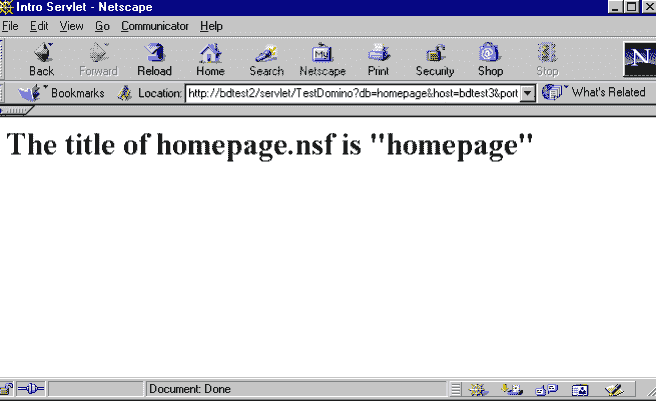 Intro Servlet - Netscape
File Edit View Go Communicator Help
Back Forward Reload Home Search My Netscape Print Security Shop Stop N
Bookmarks Location: http://bdtest2/servlet/TestDomino?db=homepage&host=bdtest3&port What's Related
The title of homepage.nsf is "homepage"
Document: Done